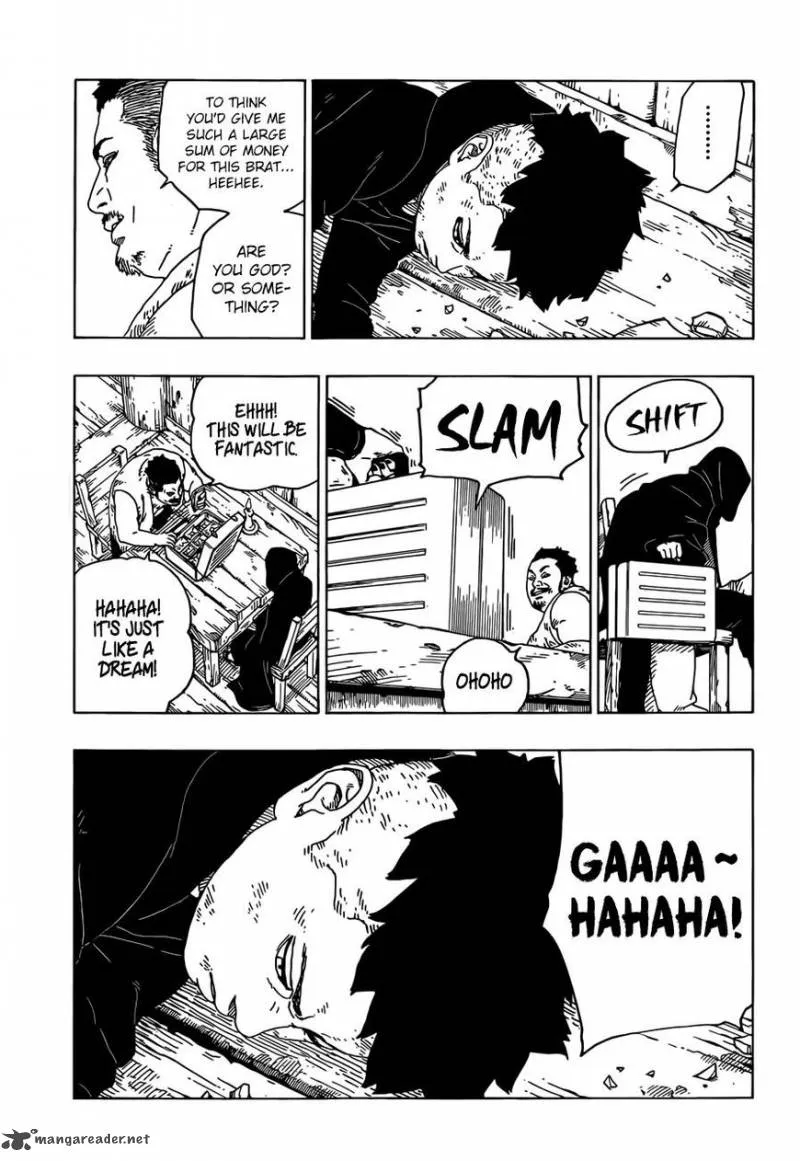 ........
TO THINK
YOU'D GIVE ME
SUCH A LARGE
SUM OF MONEY
FOR THIS BRAT...
HEEHEE.
ARE
YOU GOD?
OR SOME-
THING?
SHIFT
SLAM
OHOHO
EHHH!
THIS WILL BE
FANTASTIC.
HAHAHA!
IT'S JUST
LIKE A
DREAM!
GAAAA~
HAHAHA!
mangareader.net